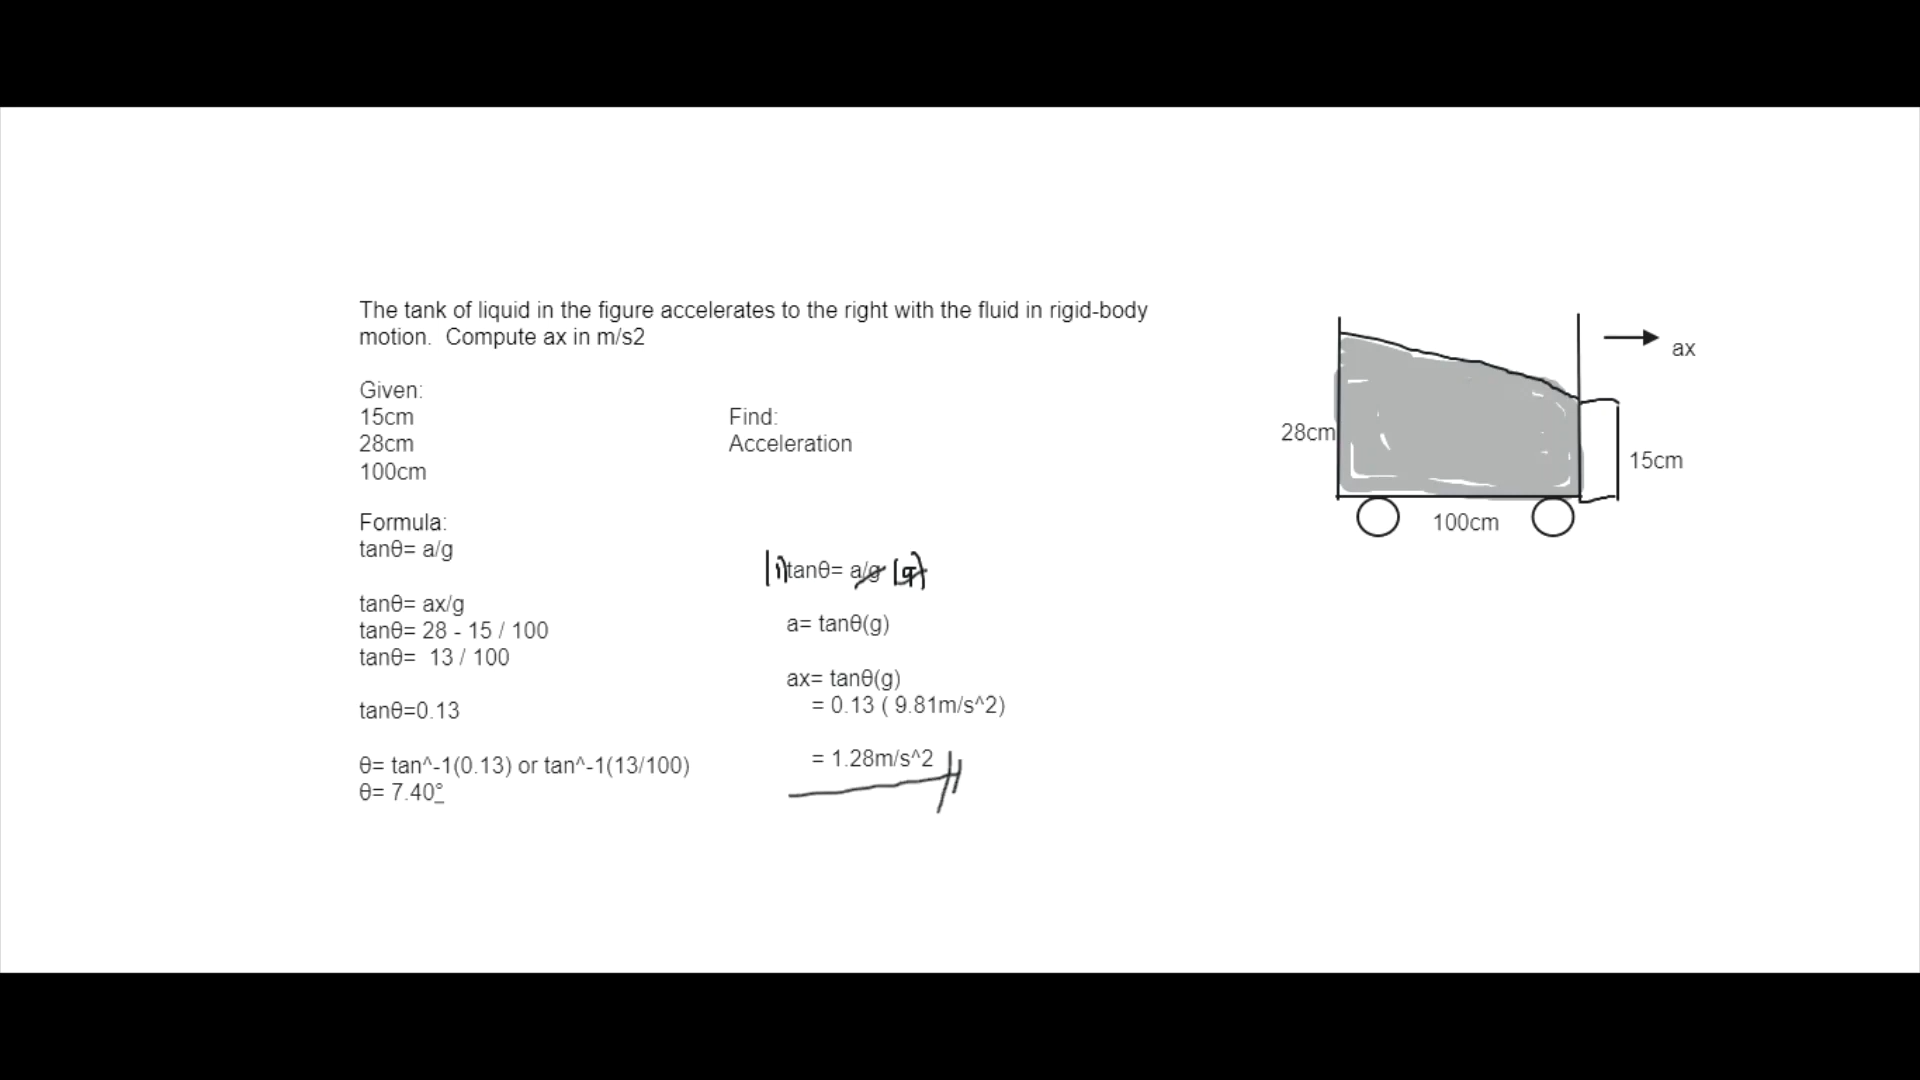 The tank of liquid in the figure accelerates to the right with the fluid in rigid-body
motion.  Compute ax in m/s2
Given:
15cm
28cm
100cm
Find:
Acceleration
Formula:
tanθ= a/g
tanθ= ax/g
tanθ= 28 - 15 / 100
tanθ=  13 / 100
tanθ=0.13
θ= tan^-1(0.13) or tan^-1(13/100)
θ= 7.40°
tanθ= a/g (g)
a= tanθ(g)
ax= tanθ(g)
= 0.13 ( 9.81m/s^2)
= 1.28m/s^2
ax
28cm
15cm
100cm